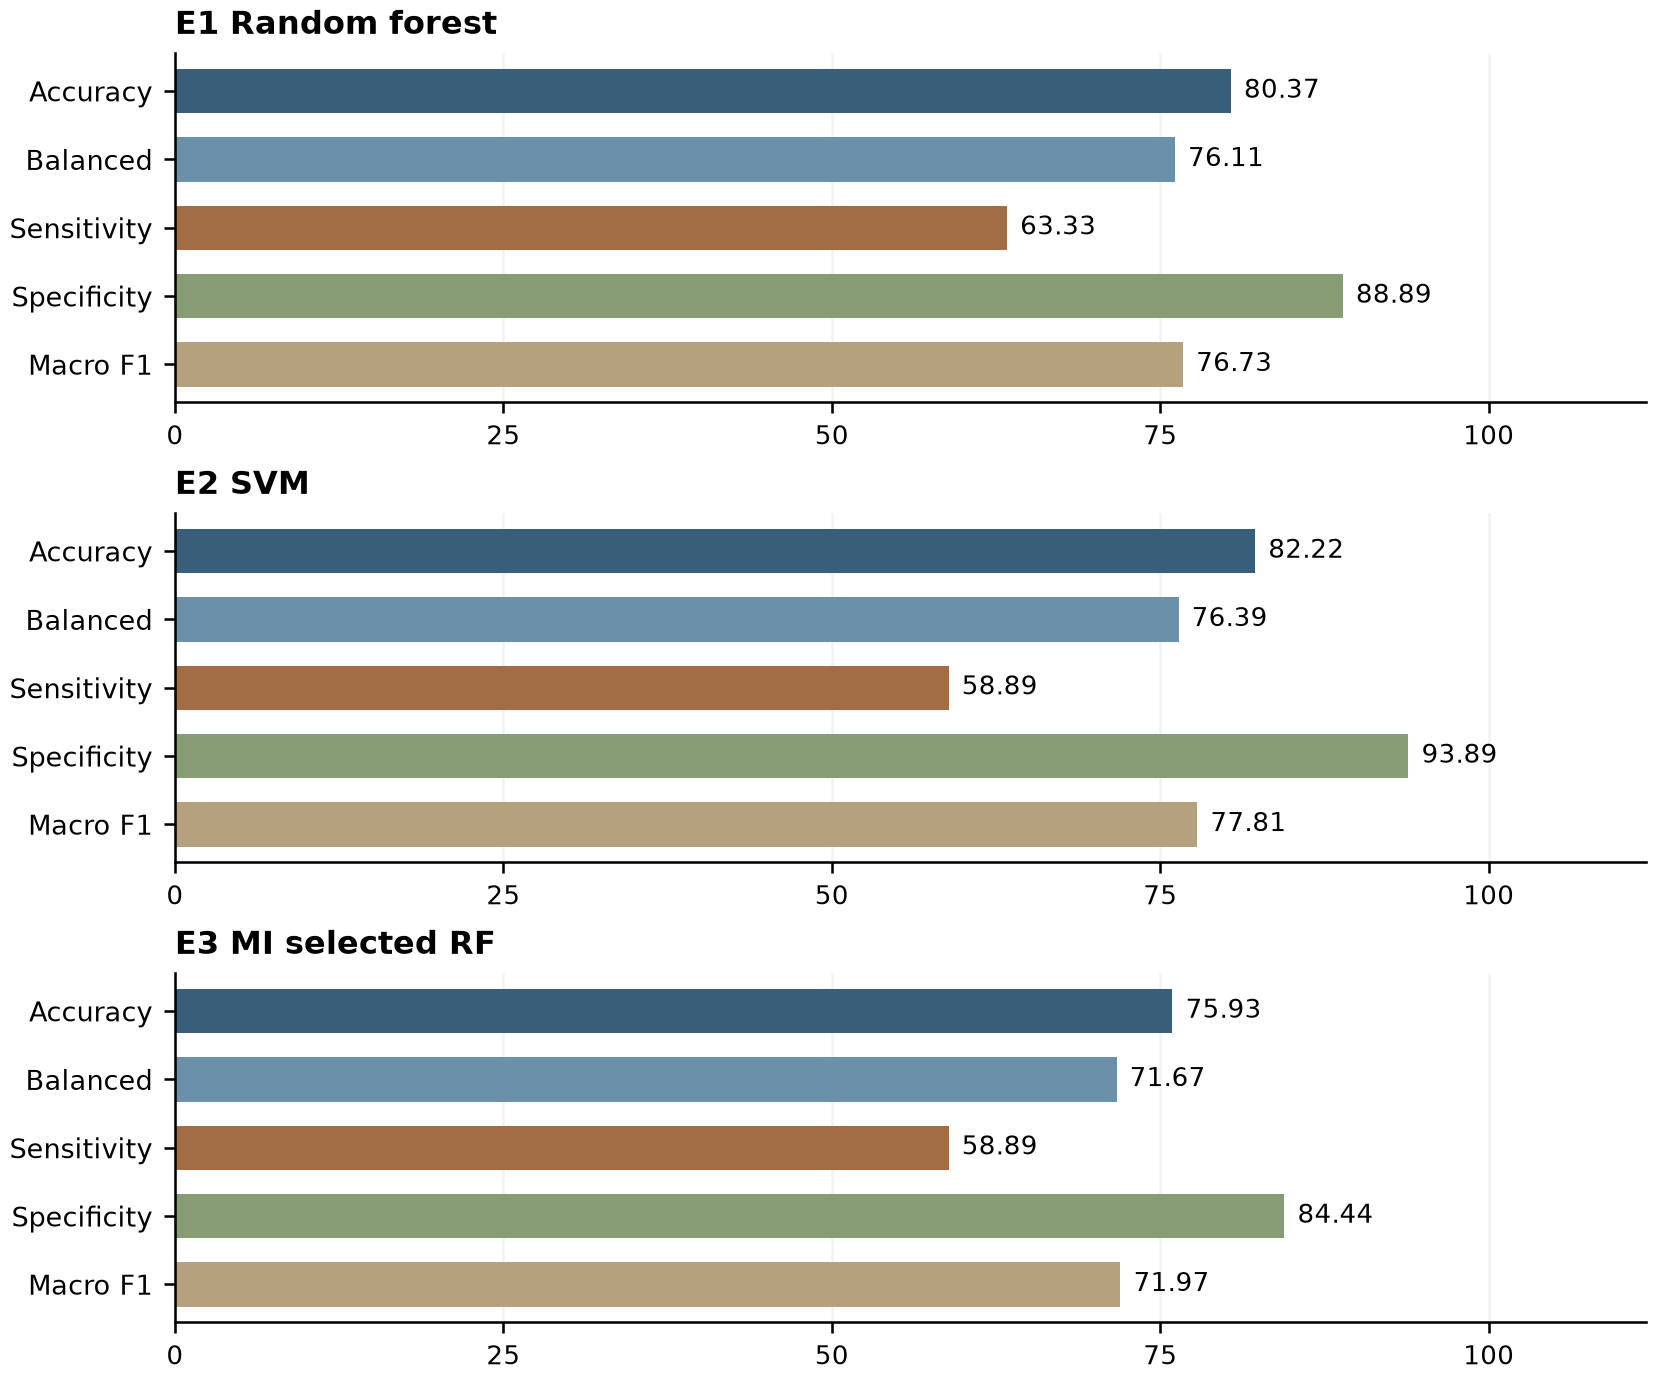 E1 Random forest
Accuracy 80.37
Balanced 76.11
Sensitivity 63.33
Specificity 88.89
Macro F1 76.73
0 25 50 75 100
E2 SVM
Accuracy 82.22
Balanced 76.39
Sensitivity 58.89
Specificity 93.89
Macro F1 77.81
0 25 50 75 100
E3 MI selected RF
Accuracy 75.93
Balanced 71.67
Sensitivity 58.89
Specificity 84.44
Macro F1 71.97
0 25 50 75 100